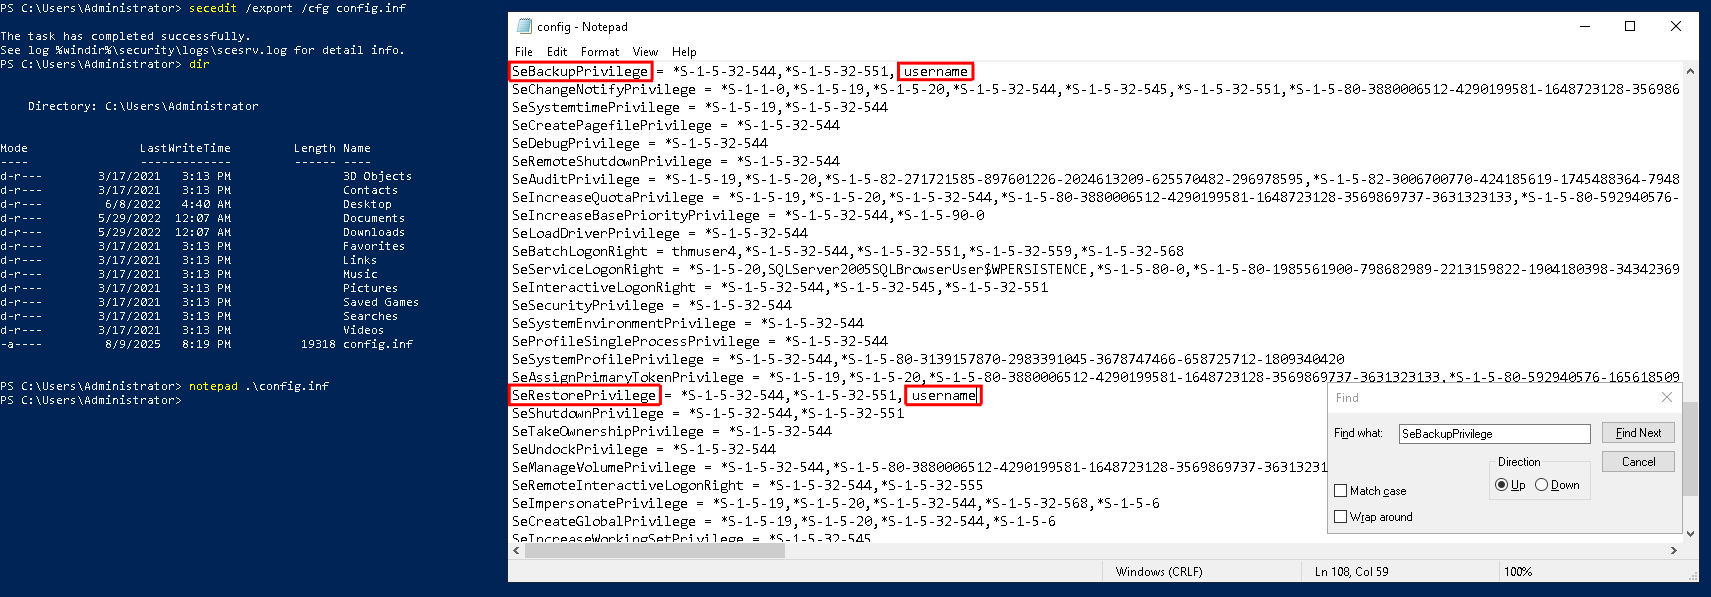 PS C:\Users\Administrator> secedit /export /cfg config.inf
The task has completed successfully.
See log %windir%\security\logs\scesrv.log for detail info.
PS C:\Users\Administrator> dir
Directory: C:\Users\Administrator
Mode LastWriteTime Length Name
---- ------------- ------ ----
d-r--- 3/17/2021 3:13 PM 3D Objects
d-r--- 3/17/2021 3:13 PM Contacts
d-r--- 6/8/2022 4:40 AM Desktop
d-r--- 5/29/2022 12:07 AM Documents
d-r--- 5/29/2022 12:07 AM Downloads
d-r--- 3/17/2021 3:13 PM Favorites
d-r--- 3/17/2021 3:13 PM Links
d-r--- 3/17/2021 3:13 PM Music
d-r--- 3/17/2021 3:13 PM Pictures
d-r--- 3/17/2021 3:13 PM Saved Games
d-r--- 3/17/2021 3:13 PM Searches
d-r--- 3/17/2021 3:13 PM Videos
-a---- 8/9/2025 8:19 PM 19318 config.inf
PS C:\Users\Administrator> notepad .\config.inf
PS C:\Users\Administrator>
config - Notepad
File Edit Format View Help
SeBackupPrivilege = *S-1-5-32-544,*S-1-5-32-551, username
SeChangeNotifyPrivilege = *S-1-1-0,*S-1-5-19,*S-1-5-20,*S-1-5-32-544,*S-1-5-32-545,*S-1-5-32-551,*S-1-5-80-3880006512-4290199581-1648723128-356986
SeSystemtimePrivilege = *S-1-5-19,*S-1-5-32-544
SeCreatePagefilePrivilege = *S-1-5-32-544
SeDebugPrivilege = *S-1-5-32-544
SeRemoteShutdownPrivilege = *S-1-5-32-544
SeAuditPrivilege = *S-1-5-19,*S-1-5-20,*S-1-5-82-271721585-897601226-2024613209-625570482-296978595,*S-1-5-82-3006700770-424185619-1745488364-7948
SeIncreaseQuotaPrivilege = *S-1-5-19,*S-1-5-20,*S-1-5-32-544,*S-1-5-80-3880006512-4290199581-1648723128-3569869737-3631323133,*S-1-5-80-592940576-
SeIncreaseBasePriorityPrivilege = *S-1-5-32-544,*S-1-5-90-0
SeLoadDriverPrivilege = *S-1-5-32-544
SeBatchLogonRight = thmuser4,*S-1-5-32-544,*S-1-5-32-551,*S-1-5-32-559,*S-1-5-32-568
SeServiceLogonRight = *S-1-5-20,SQLServer2005SQLBrowserUser$WPERSISTENCE,*S-1-5-80-0,*S-1-5-80-1985561900-798682989-2213159822-1904180398-34342369
SeInteractiveLogonRight = *S-1-5-32-544,*S-1-5-32-545,*S-1-5-32-551
SeSecurityPrivilege = *S-1-5-32-544
SeSystemEnvironmentPrivilege = *S-1-5-32-544
SeProfileSingleProcessPrivilege = *S-1-5-32-544
SeSystemProfilePrivilege = *S-1-5-32-544,*S-1-5-80-3139157870-2983391045-3678747466-658725712-1809340420
SeAssignPrimaryTokenPrivilege = *S-1-5-19,*S-1-5-20,*S-1-5-80-3880006512-4290199581-1648723128-3569869737-3631323133,*S-1-5-80-592940576-165618509
SeRestorePrivilege = *S-1-5-32-544,*S-1-5-32-551, username
SeShutdownPrivilege = *S-1-5-32-544,*S-1-5-32-551
SeTakeOwnershipPrivilege = *S-1-5-32-544
SeUndockPrivilege = *S-1-5-32-544
SeManageVolumePrivilege = *S-1-5-32-544,*S-1-5-80-3880006512-4290199581-1648723128-3569869737-36313231
SeRemoteInteractiveLogonRight = *S-1-5-32-544,*S-1-5-32-555
SeImpersonatePrivilege = *S-1-5-19,*S-1-5-20,*S-1-5-32-544,*S-1-5-32-568,*S-1-5-6
SeCreateGlobalPrivilege = *S-1-5-19,*S-1-5-20,*S-1-5-32-544,*S-1-5-6
SeIncreaseWorkingSetPrivilege = *S-1-5-32-545
Find
Find what: SeBackupPrivilege Find Next
Direction Cancel
Up Down
Match case
Wrap around
Windows (CRLF) Ln 108, Col 59 100%